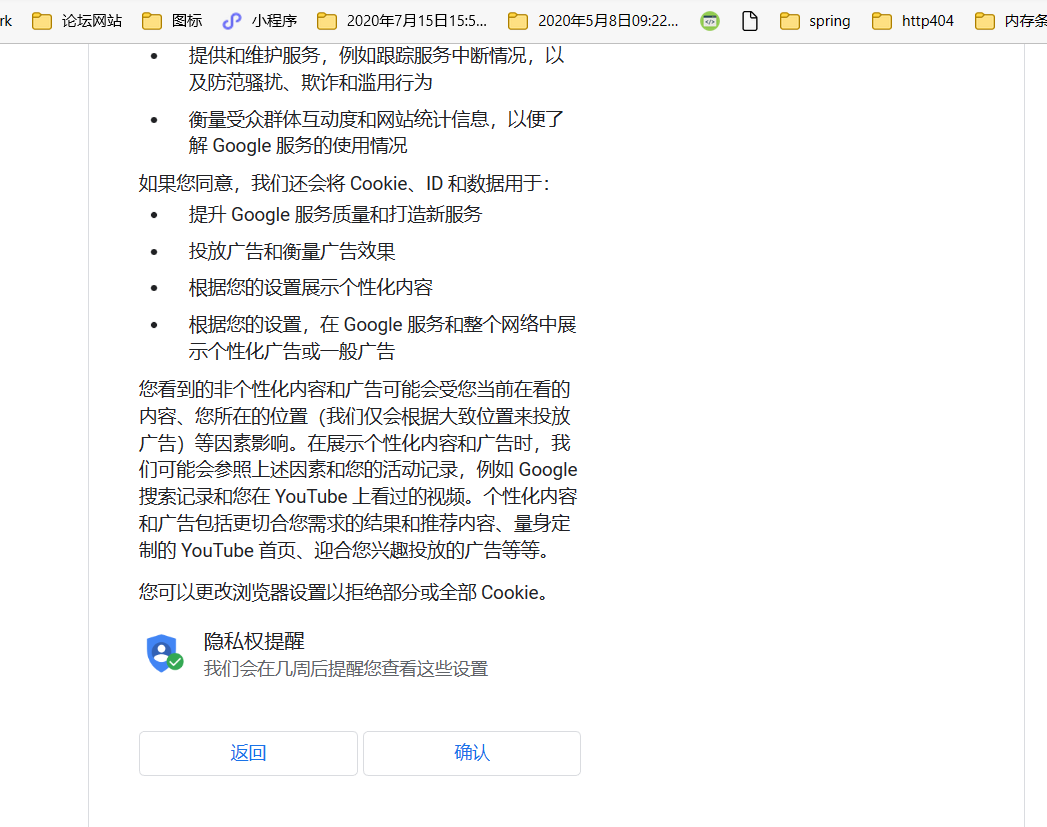 rk 论坛网站 图标 小程序 2020年7月15日15:5... 2020年5月8日09:22... spring http404 内存条
• 提供和维护服务，例如跟踪服务中断情况，以
及防范骚扰、欺诈和滥用行为
• 衡量受众群体互动度和网站统计信息，以便了
解 Google 服务的使用情况
如果您同意，我们还会将 Cookie、ID 和数据用于：
• 提升 Google 服务质量和打造新服务
• 投放广告和衡量广告效果
• 根据您的设置展示个性化内容
• 根据您的设置，在 Google 服务和整个网络中展
示个性化广告或一般广告
您看到的非个性化内容和广告可能会受您当前在看的
内容、您所在的位置（我们仅会根据大致位置来投放
广告）等因素影响。在展示个性化内容和广告时，我
们可能会参照上述因素和您的活动记录，例如 Google
搜索记录和您在 YouTube 上看过的视频。个性化内容
和广告包括更切合您需求的结果和推荐内容、量身定
制的 YouTube 首页、迎合您兴趣投放的广告等等。
您可以更改浏览器设置以拒绝部分或全部 Cookie。
隐私权提醒
我们会在几周后提醒您查看这些设置
返回 确认